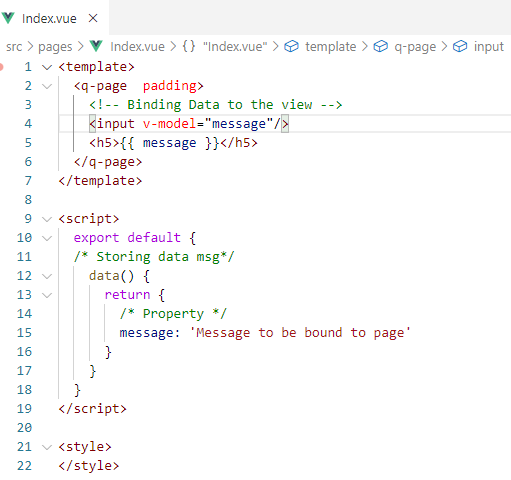 Index.vue
src > pages > Index.vue > {} "Index.vue" > template > q-page > input
1 <template>
2 <q-page  padding>
3 <!-- Binding Data to the view -->
4 <input v-model="message"/>
5 <h5>{{ message }}</h5>
6 </q-page>
7 </template>
8
9 <script>
10 export default {
11 /* Storing data msg*/
12 data() {
13 return {
14 /* Property */
15 message: 'Message to be bound to page'
16 }
17 }
18 }
19 </script>
20
21 <style>
22 </style>